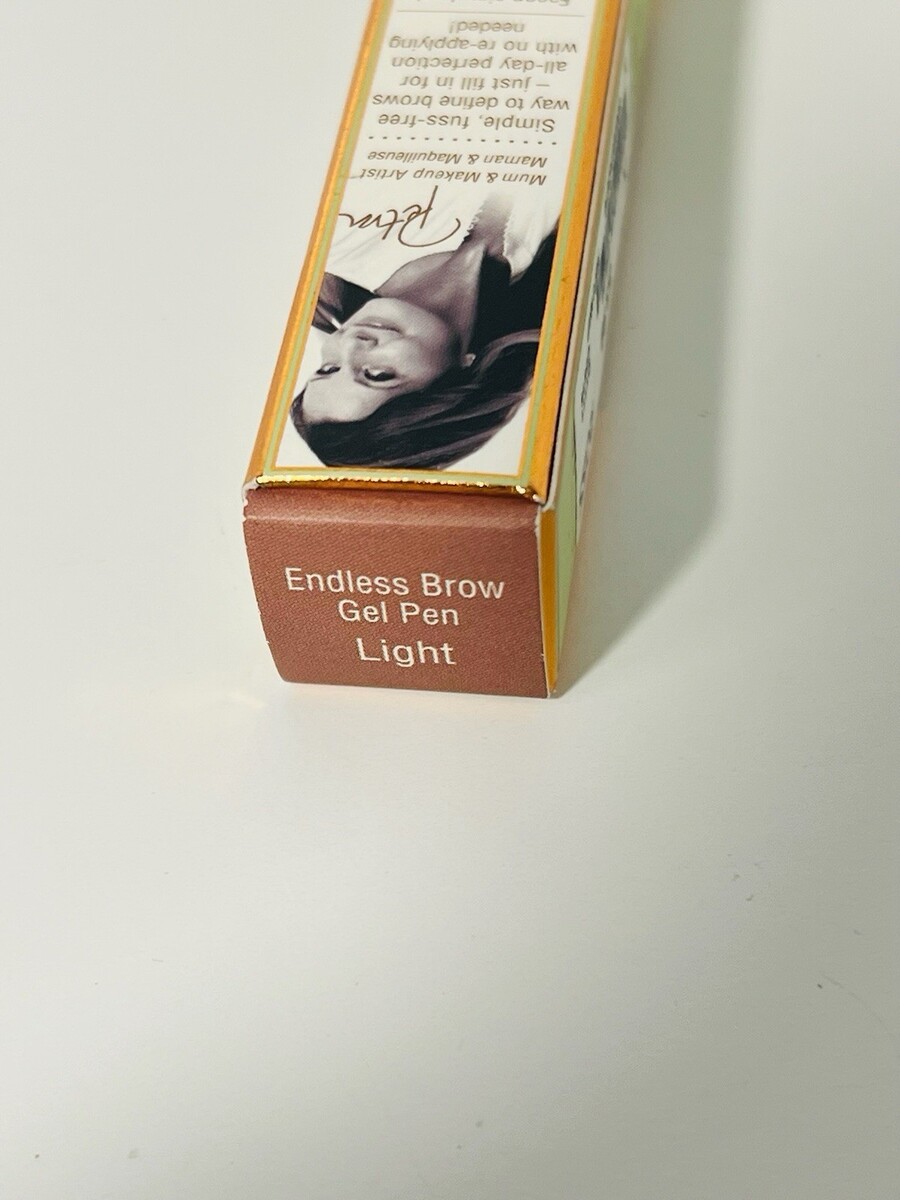 Petra
Mum & Makeup Artist
Maman & Maquilleuse
Simple, fuss-free
way to define brows
– just fill in for
all-day perfection
with no re-applying
needed!
Endless Brow
Gel Pen
Light